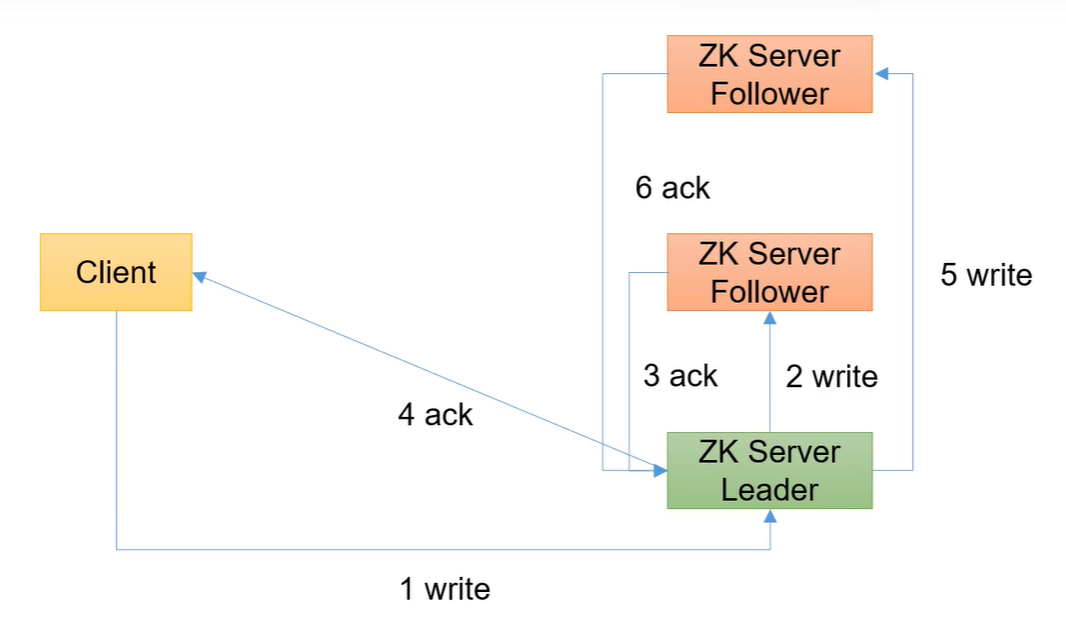 ZK Server
Follower
6 ack
Client
ZK Server
Follower
5 write
3 ack
2 write
4 ack
ZK Server
Leader
1 write